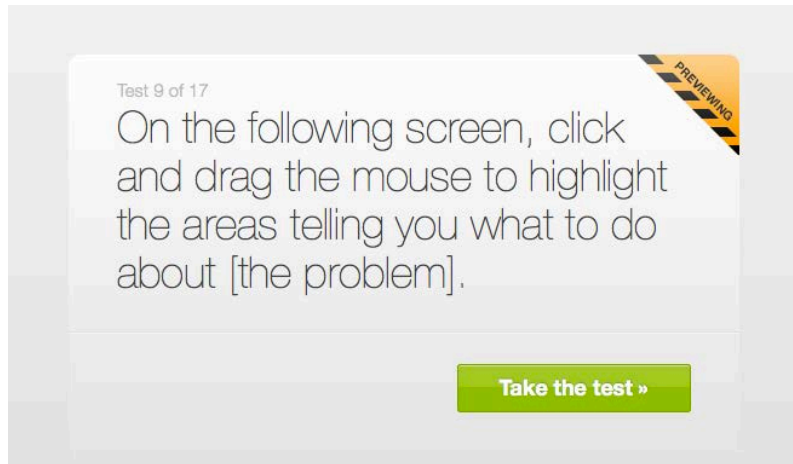 Test 9 of 17
PREVIEWING
On the following screen, click
and drag the mouse to highlight
the areas telling you what to do
about [the problem].
Take the test »